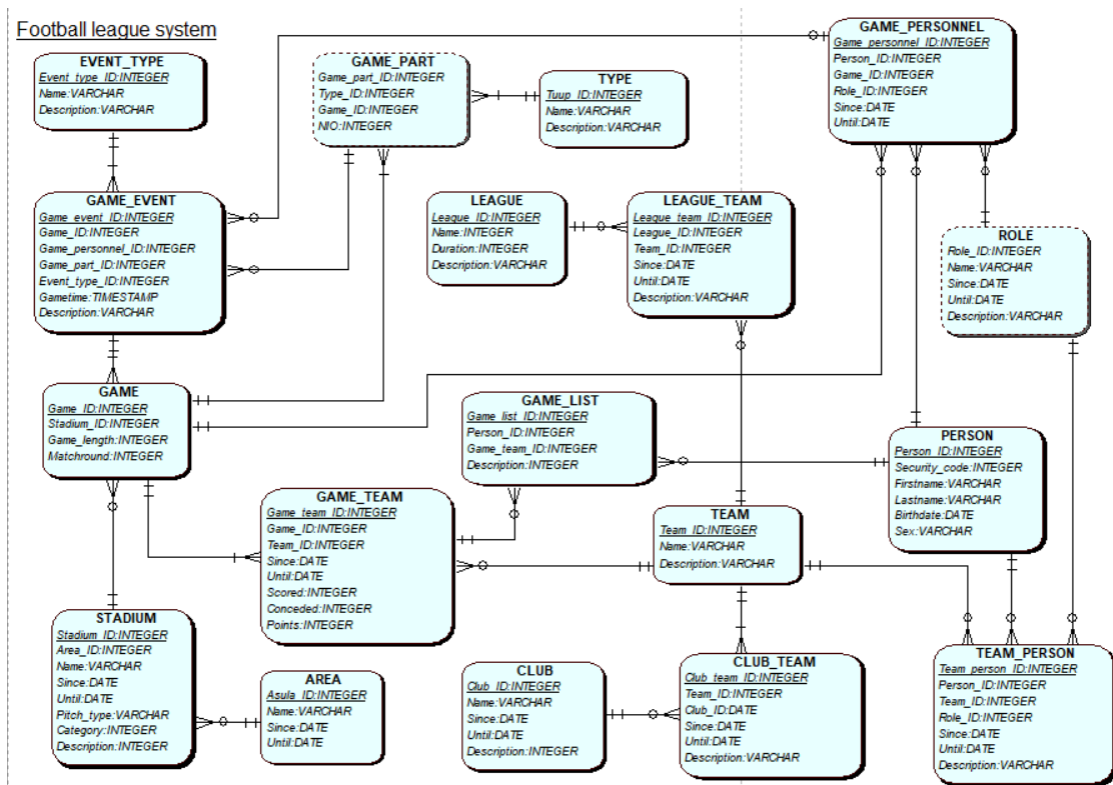 Football league system
EVENT_TYPE
Event_type_ID:INTEGER
Name:VARCHAR
Description:VARCHAR
GAME_PART
Game_part_ID:INTEGER
Type_ID:INTEGER
Game_ID:INTEGER
NIO:INTEGER
TYPE
Tuup_ID:INTEGER
Name:VARCHAR
Description:VARCHAR
GAME_PERSONNEL
Game_personnel_ID:INTEGER
Person_ID:INTEGER
Game_ID:INTEGER
Role_ID:INTEGER
Since:DATE
Until:DATE
GAME_EVENT
Game_event_ID:INTEGER
Game_ID:INTEGER
Game_personnel_ID:INTEGER
Game_part_ID:INTEGER
Event_type_ID:INTEGER
Gametime:TIMESTAMP
Description:VARCHAR
LEAGUE
League_ID:INTEGER
Name:INTEGER
Duration:INTEGER
Description:VARCHAR
LEAGUE_TEAM
League_team_ID:INTEGER
League_ID:INTEGER
Team_ID:INTEGER
Since:DATE
Until:DATE
Description:VARCHAR
ROLE
Role_ID:INTEGER
Name:VARCHAR
Since:DATE
Until:DATE
Description:VARCHAR
GAME
Game_ID:INTEGER
Stadium_ID:INTEGER
Game_length:INTEGER
Matchround:INTEGER
GAME_LIST
Game_list_ID:INTEGER
Person_ID:INTEGER
Game_team_ID:INTEGER
Description:INTEGER
PERSON
Person_ID:INTEGER
Security_code:INTEGER
Firstname:VARCHAR
Lastname:VARCHAR
Birthdate:DATE
Sex:VARCHAR
GAME_TEAM
Game_team_ID:INTEGER
Game_ID:INTEGER
Team_ID:INTEGER
Since:DATE
Until:DATE
Scored:INTEGER
Conceded:INTEGER
Points:INTEGER
TEAM
Team_ID:INTEGER
Name:VARCHAR
Description:VARCHAR
STADIUM
Stadium_ID:INTEGER
Area_ID:INTEGER
Name:VARCHAR
Since:DATE
Until:DATE
Pitch_type:VARCHAR
Category:INTEGER
Description:INTEGER
AREA
Asula_ID:INTEGER
Name:VARCHAR
Since:DATE
Until:DATE
CLUB
Club_ID:INTEGER
Name:VARCHAR
Since:DATE
Until:DATE
Description:INTEGER
CLUB_TEAM
Club_team_ID:INTEGER
Team_ID:INTEGER
Club_ID:DATE
Since:DATE
Until:DATE
Description:VARCHAR
TEAM_PERSON
Team_person_ID:INTEGER
Person_ID:INTEGER
Team_ID:INTEGER
Role_ID:INTEGER
Since:DATE
Until:DATE
Description:VARCHAR